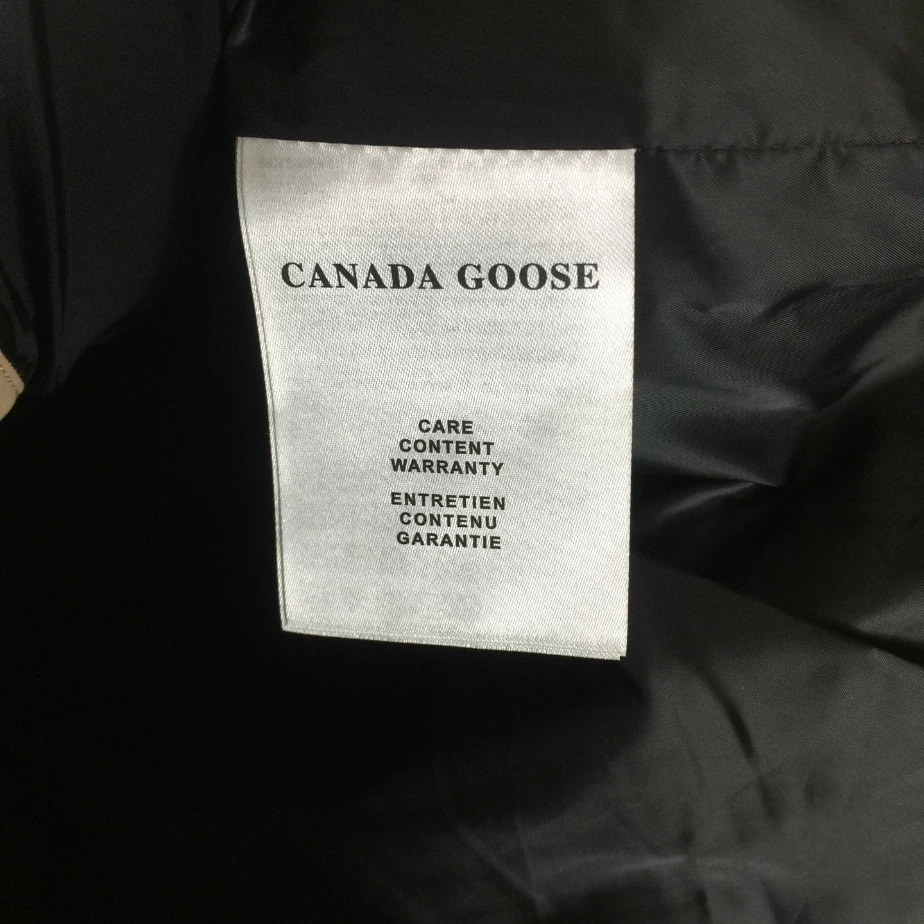 CANADA GOOSE
CARE
CONTENT
WARRANTY
ENTRETIEN
CONTENU
GARANTIE